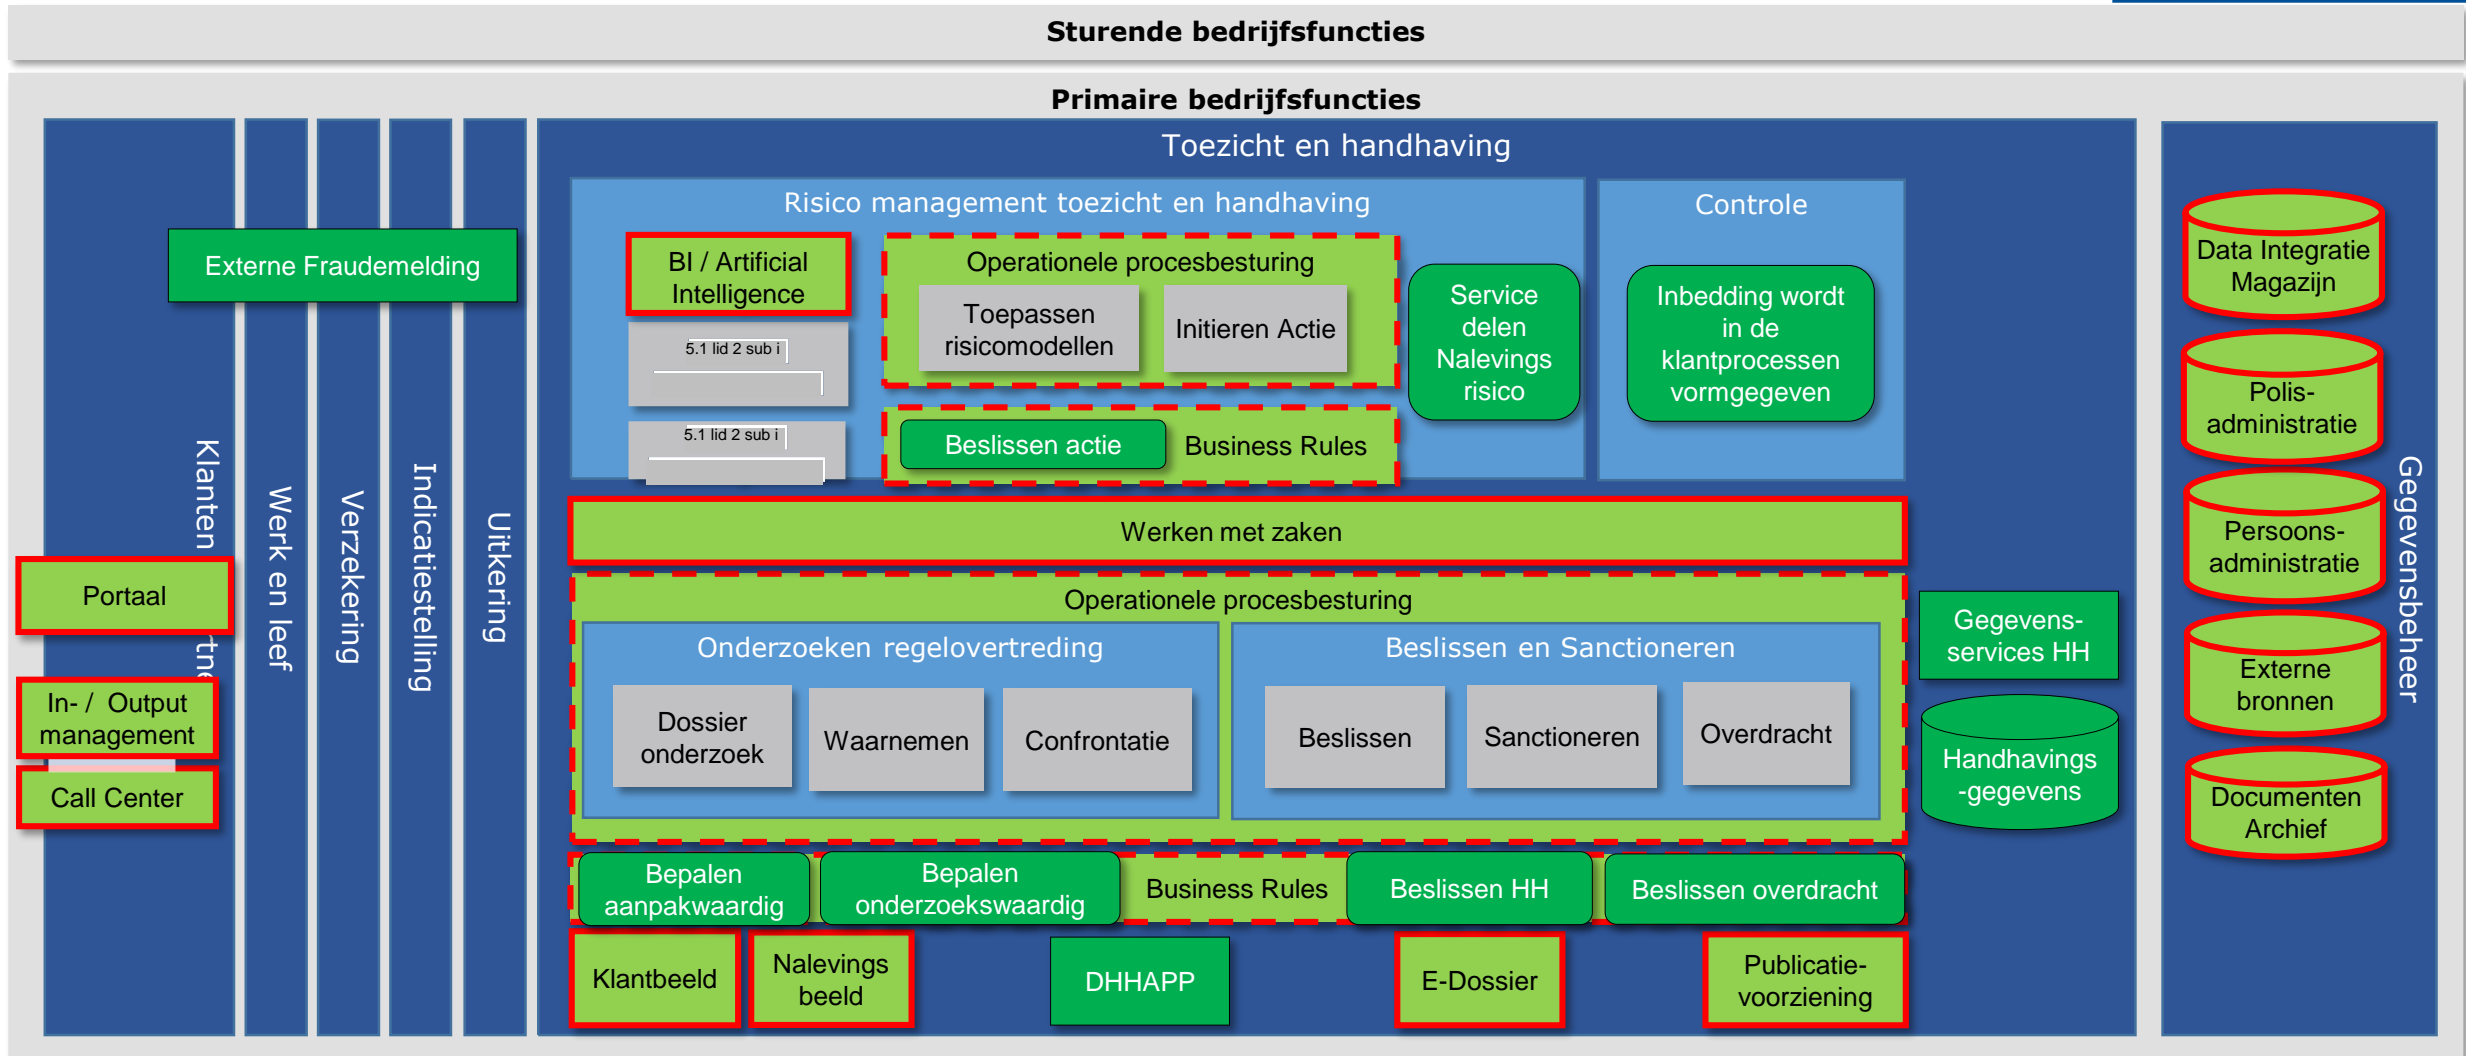 Sturende bedrijfsfuncties
Primaire bedrijfsfuncties
Klanten
Werk en leef
Verzekering
Indicatiestelling
Uitkering
Externe Fraudemelding
Portaal
In- / Output
management
Call Center
Toezicht en handhaving
Risico management toezicht en handhaving
BI / Artificial
Intelligence
5.1 lid 2 sub i
5.1 lid 2 sub i
Operationele procesbesturing
Toepassen
risicomodellen
Initieren Actie
Beslissen actie
Business Rules
Service
delen
Nalevings
risico
Controle
Inbedding wordt
in de
klantprocessen
vormgegeven
Werken met zaken
Operationele procesbesturing
Onderzoeken regelovertreding
Dossier
onderzoek
Waarnemen
Confrontatie
Beslissen en Sanctioneren
Beslissen
Sanctioneren
Overdracht
Gegevens-
services HH
Handhavings
-gegevens
Bepalen
aanpakwaardig
Bepalen
onderzoekswaardig
Business Rules
Beslissen HH
Beslissen overdracht
Klantbeeld
Nalevings
beeld
DHHAPP
E-Dossier
Publicatie-
voorziening
Gegevensbeheer
Data Integratie
Magazijn
Polis-
administratie
Persoons-
administratie
Externe
bronnen
Documenten
Archief